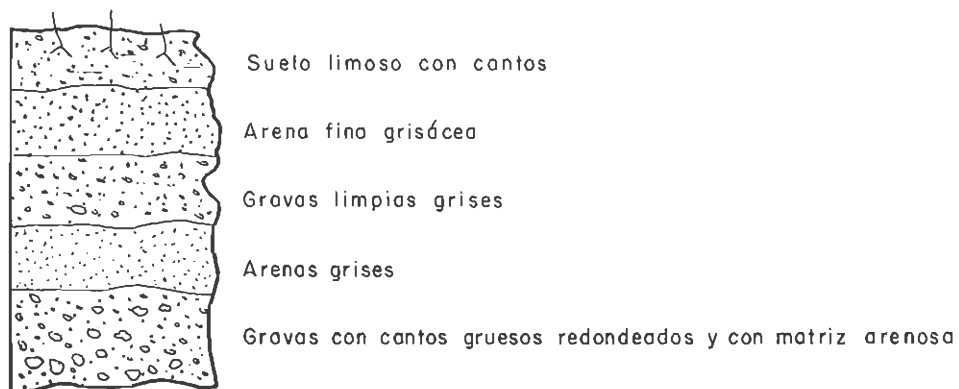 Suelo limoso con cantos
Arena fina grisácea
Gravas limpias grises
Arenas grises
Gravas con cantos gruesos redondeados y con matriz arenosa